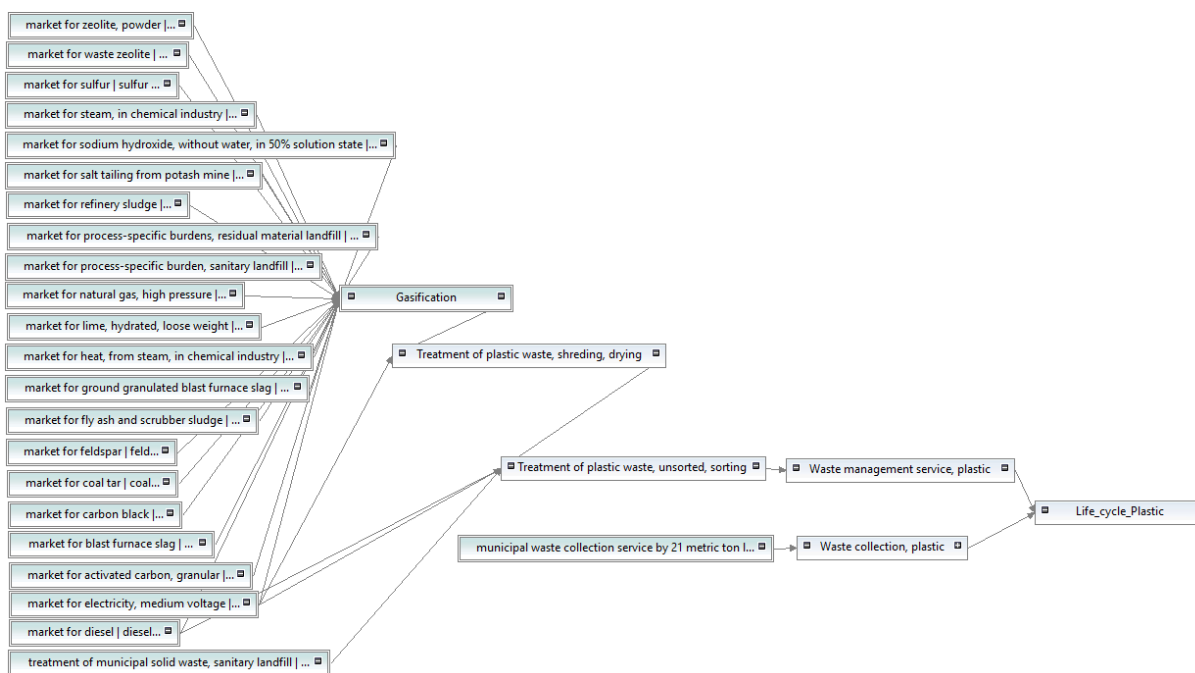 market for zeolite, powder |...
market for waste zeolite | ...
market for sulfur | sulfur ...
market for steam, in chemical industry |...
market for sodium hydroxide, without water, in 50% solution state |...
market for salt tailing from potash mine |...
market for refinery sludge |...
market for process-specific burdens, residual material landfill | ...
market for process-specific burden, sanitary landfill |...
market for natural gas, high pressure |...
Gasification
market for lime, hydrated, loose weight |...
market for heat, from steam, in chemical industry |...
Treatment of plastic waste, shreding, drying
market for ground granulated blast furnace slag | ...
market for fly ash and scrubber sludge | ...
market for feldspar | feld...
market for coal tar | coal...
Treatment of plastic waste, unsorted, sorting
Waste management service, plastic
market for carbon black |...
Life_cycle_Plastic
market for blast furnace slag | ...
municipal waste collection service by 21 metric ton l...
Waste collection, plastic
market for activated carbon, granular |...
market for electricity, medium voltage |...
market for diesel | diesel...
treatment of municipal solid waste, sanitary landfill | ...